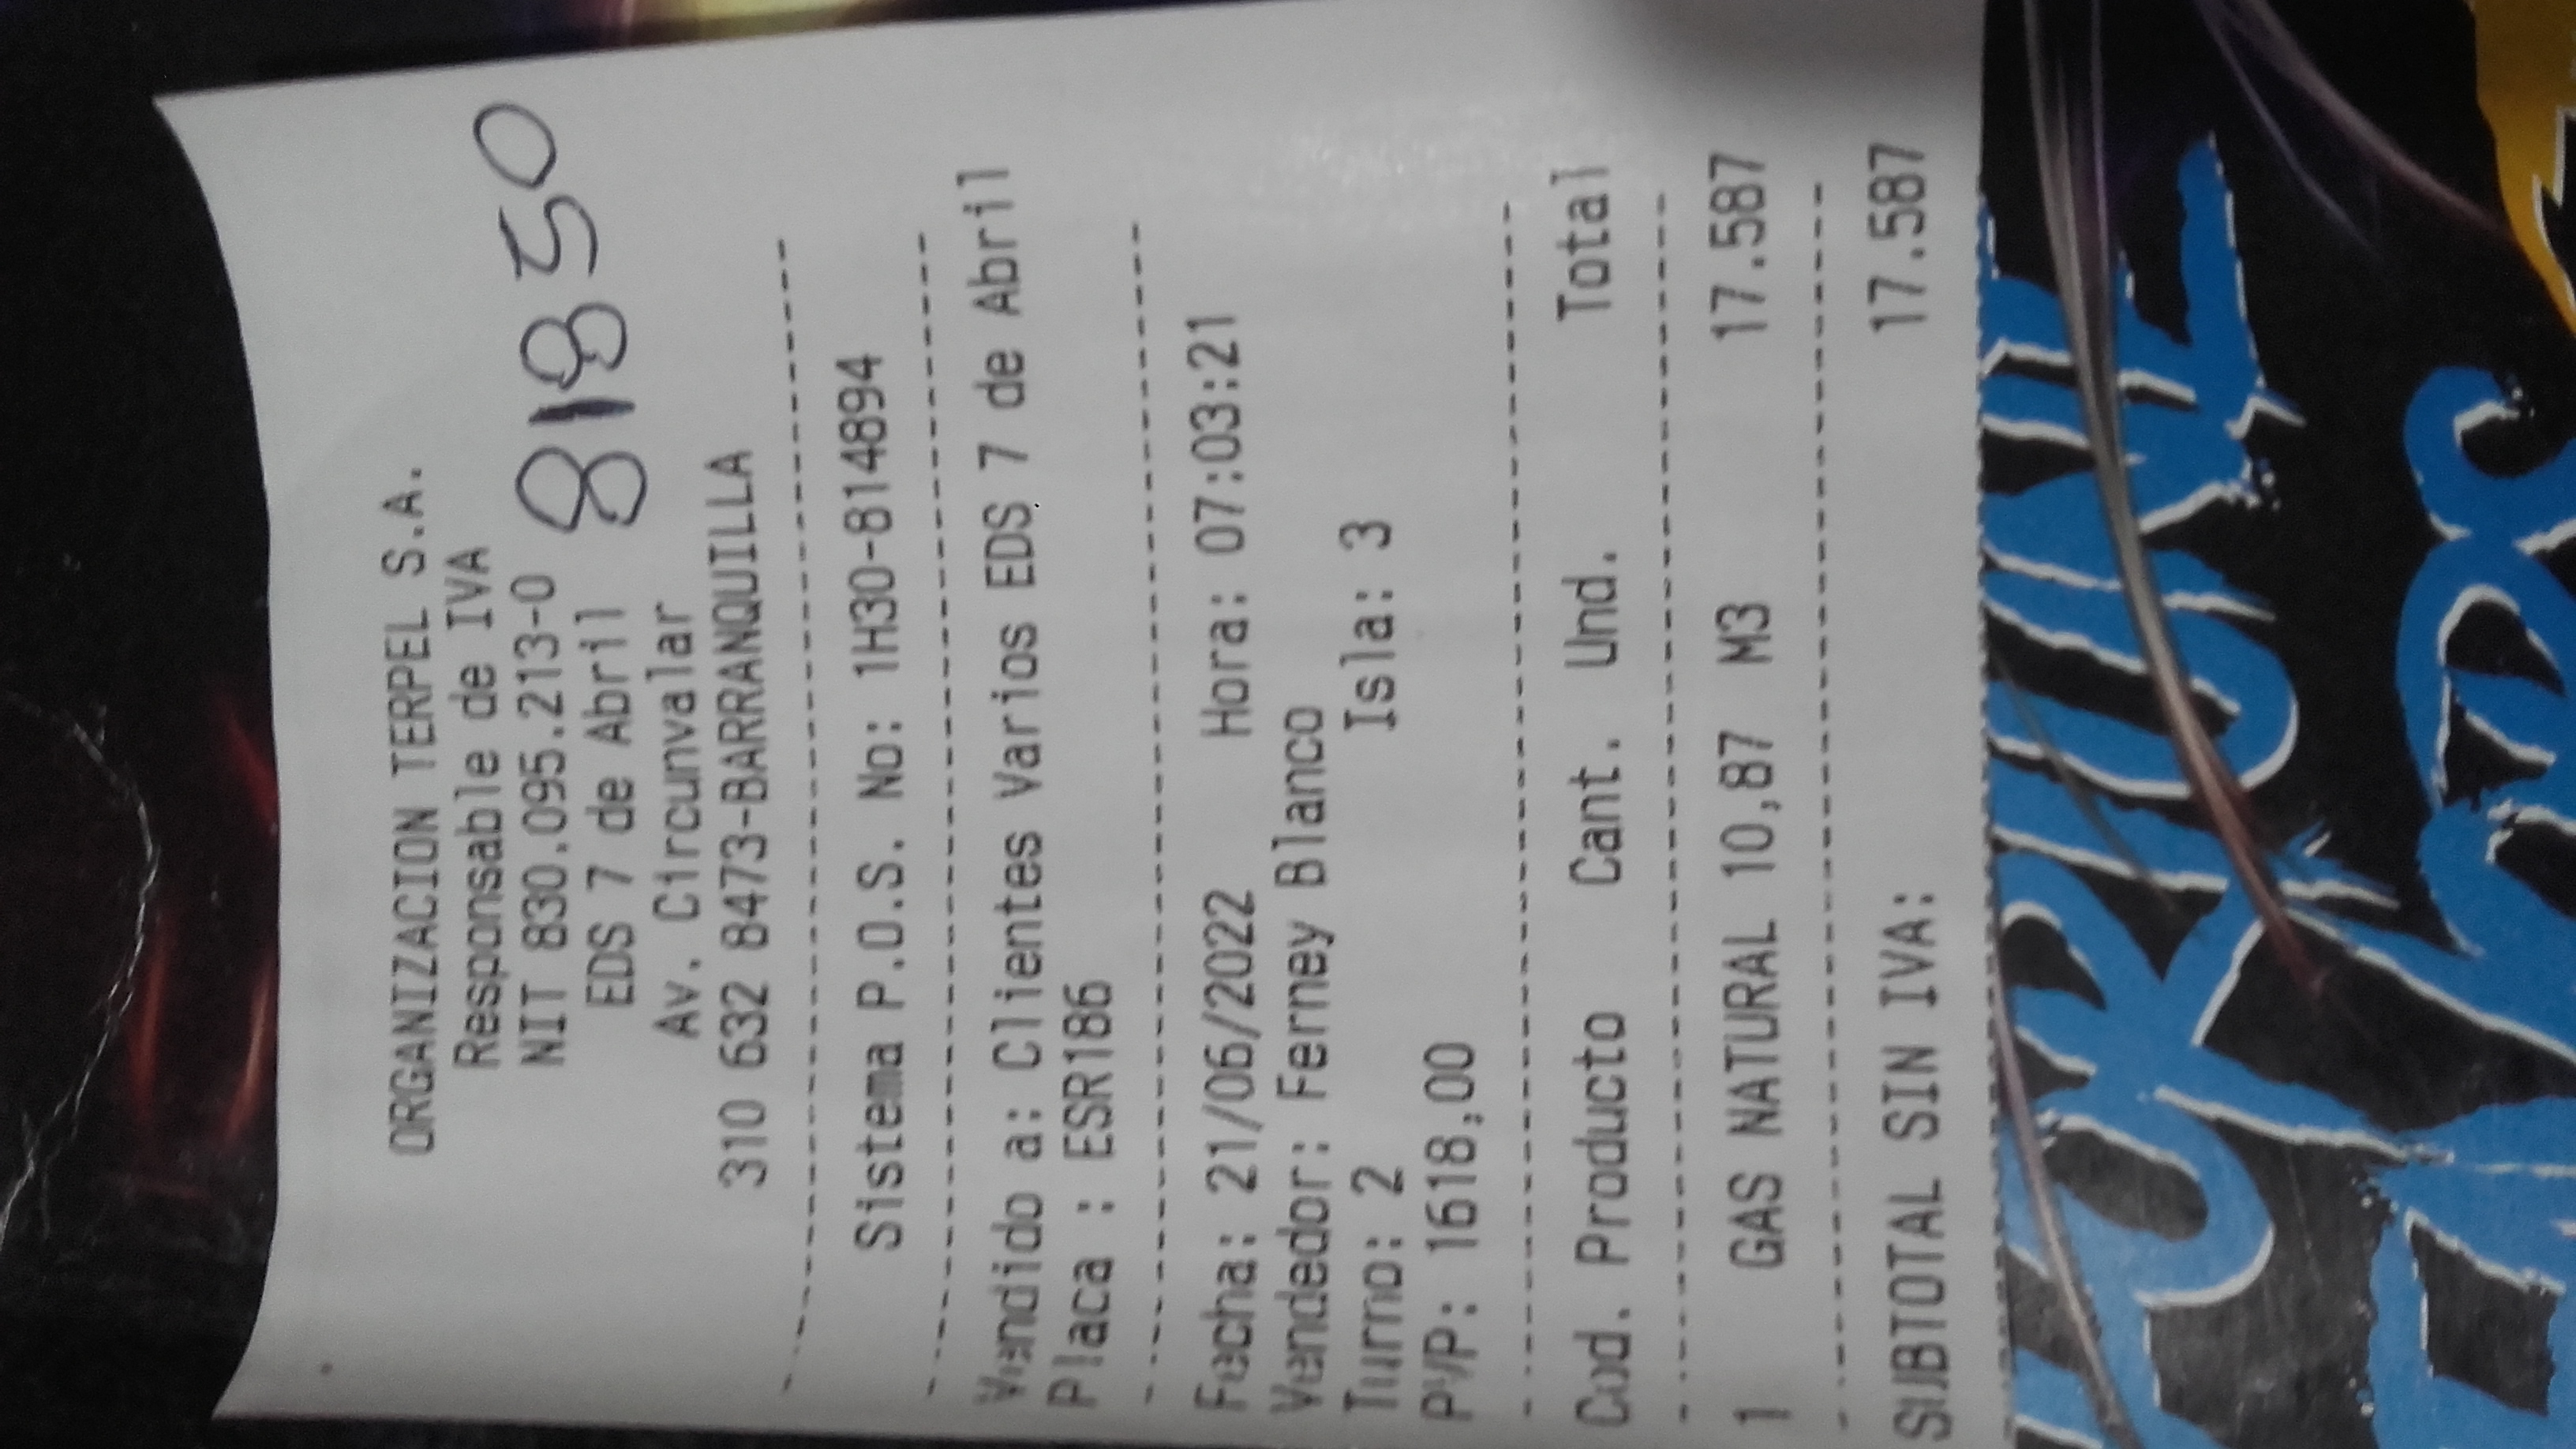 ORGANIZACION TERPEL S.A.
Responsable de IVA
NIT 830.095.213-0
81850
EDS 7 de Abril
Av. Circunvalar
310 632 8473-BARRANQUILLA
--------------------------------
Sistema P.O.S. No: 1H30-814894
--------------------------------
Vendido a: Clientes Varios EDS 7 de Abril
Placa : ESR186
--------------------------------
Fecha: 21/06/2022 Hora: 07:03:21
Vendedor: Ferney Blanco
Turno: 2 Isla: 3
PVP: 1618,00
--------------------------------
Cod. Producto Cant. Und. Total
--------------------------------
1 GAS NATURAL 10,87 M3 17.587
--------------------------------
SUBTOTAL SIN IVA: 17.587